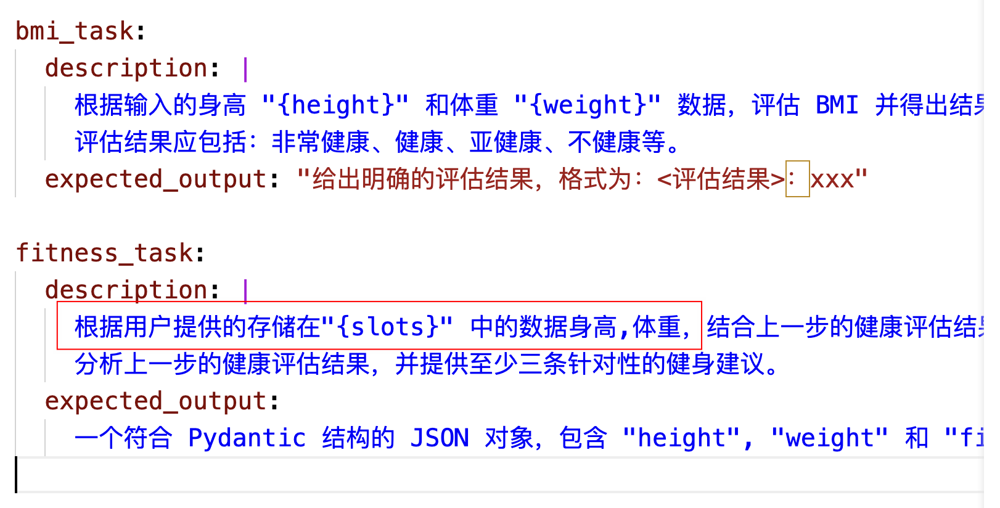 bmi_task:
description: |
根据输入的身高 "{height}" 和体重 "{weight}" 数据，评估 BMI 并得出结果
评估结果应包括：非常健康、健康、亚健康、不健康等。
expected_output: "给出明确的评估结果，格式为：<评估结果>：xxx"
fitness_task:
description: |
根据用户提供的存储在"{slots}" 中的数据身高,体重，结合上一步的健康评估结果
分析上一步的健康评估结果，并提供至少三条针对性的健身建议。
expected_output:
一个符合 Pydantic 结构的 JSON 对象，包含 "height", "weight" 和 "fi